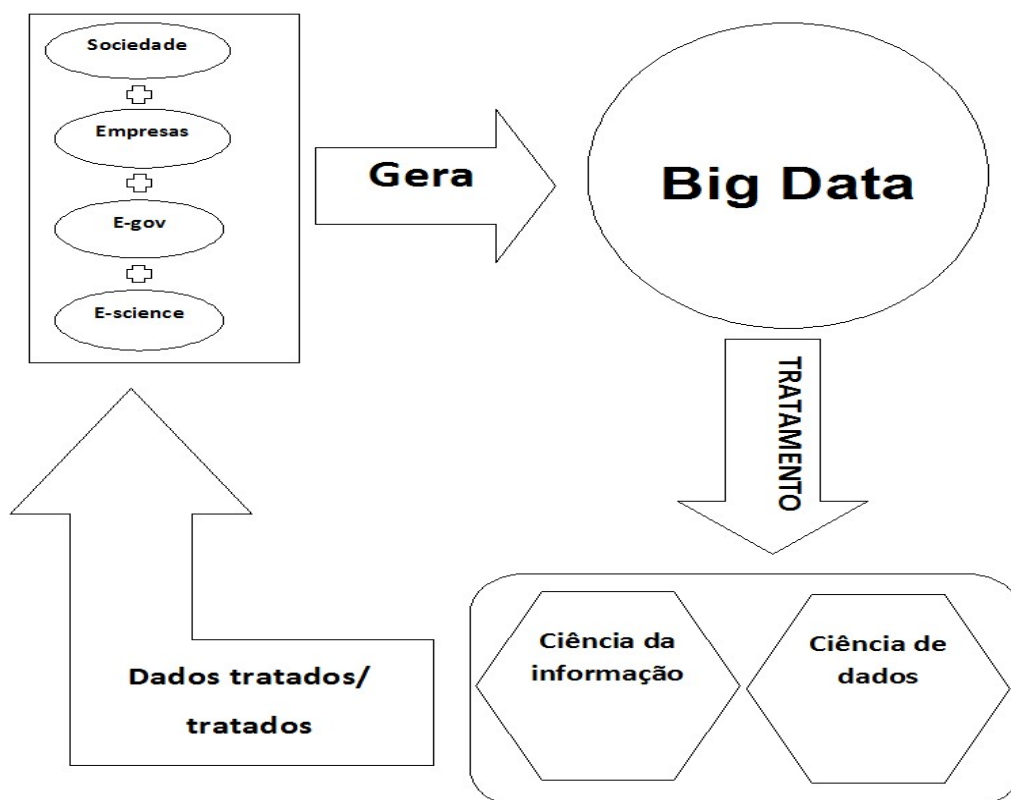 Sociedade
Empresas
E-gov
E-science
Gera
Big Data
TRATAMENTO
Ciência da
informação
Ciência de
dados
Dados tratados/
tratados